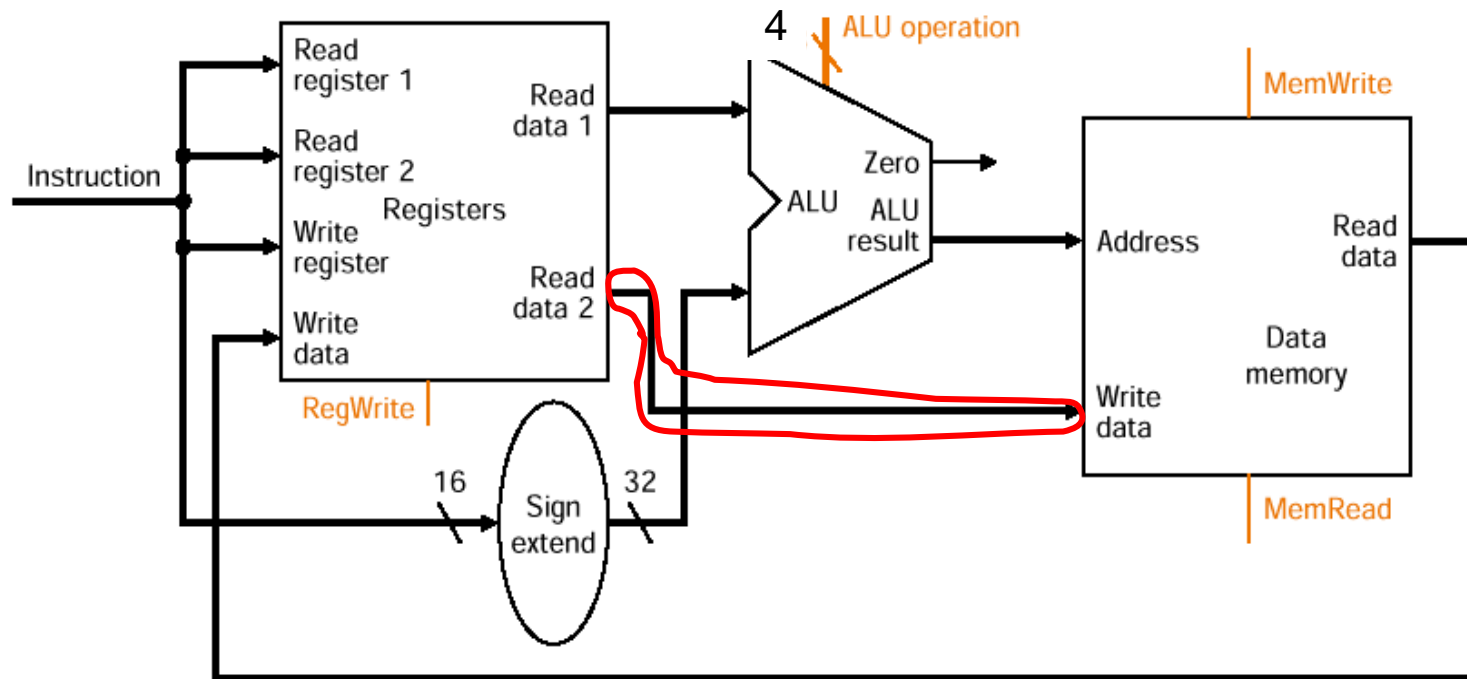 4
ALU operation
Read
register 1
Read
data 1
MemWrite
Read
register 2
Zero
Instruction
Registers
ALU
ALU
result
Write
register
Address
Read
data
Read
data 2
Write
data
Data
memory
RegWrite
Write
data
16
32
Sign
extend
MemRead